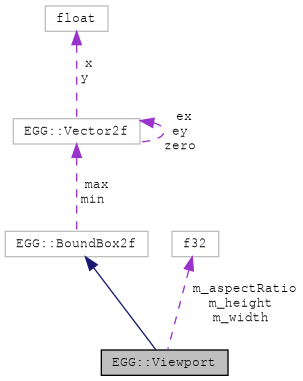 float
x
y
EGG::Vector2f
ex
ey
zero
max
min
EGG::BoundBox2f
f32
m_aspectRatio
m_height
m_width
EGG::Viewport